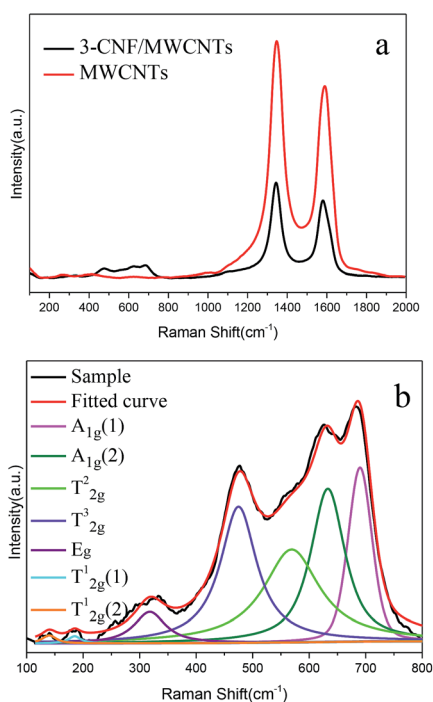 a
3-CNF/MWCNTs
MWCNTs
Intensity(a.u.)
200 400 600 800 1000 1200 1400 1600 1800 2000
Raman Shift(cm⁻¹)
b
Sample
Fitted curve
A₁g(1)
A₁g(2)
T²₂g
T³₂g
Eg
T¹₂g(1)
T¹₂g(2)
Intensity(a.u.)
100 200 300 400 500 600 700 800
Raman Shift(cm⁻¹)